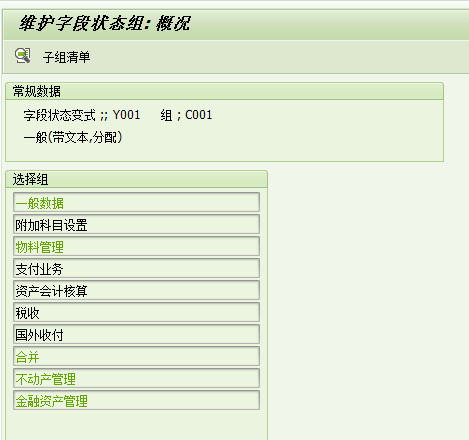 维护字段状态组: 概况
子组清单
常规数据
字段状态变式 ;; Y001 组 ; C001
一般(带文本,分配)
选择组
一般数据
附加科目设置
物料管理
支付业务
资产会计核算
税收
国外收付
合并
不动产管理
金融资产管理